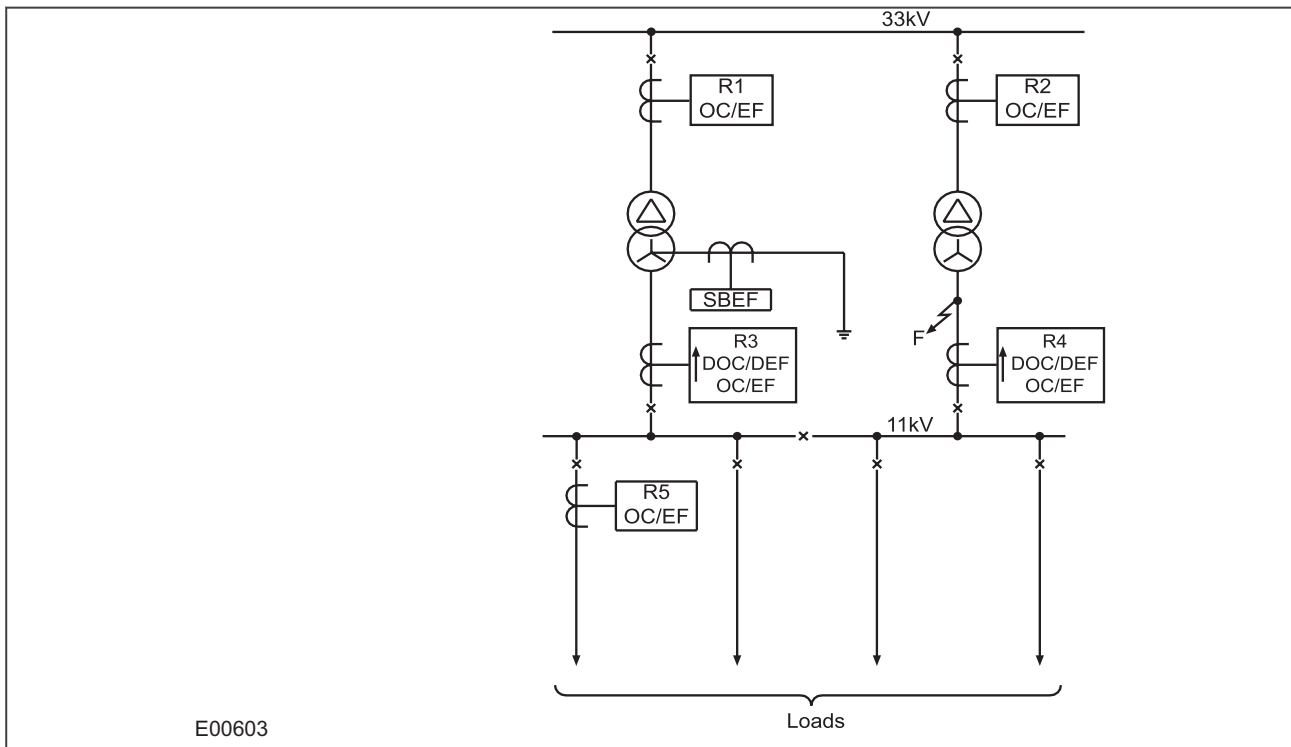 33kV
R1
OC/EF
R2
OC/EF
SBEF
F
R3
DOC/DEF
OC/EF
R4
DOC/DEF
OC/EF
11kV
R5
OC/EF
Loads
E00603